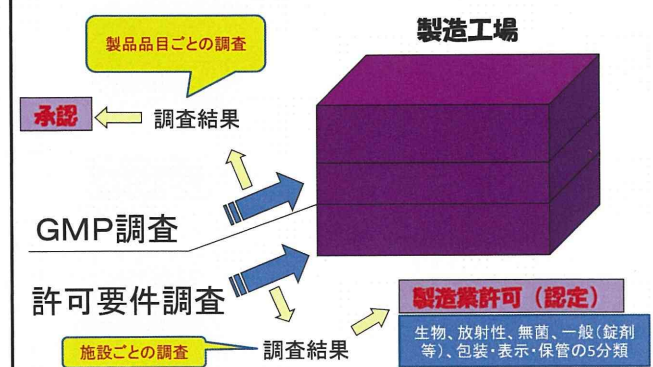 製品品目ごとの調査
製造工場
承認
調査結果
GMP調査
許可要件調査
製造業許可（認定）
生物、放射性、無菌、一般（錠剤
等）、包装・表示・保管の5分類
施設ごとの調査
調査結果